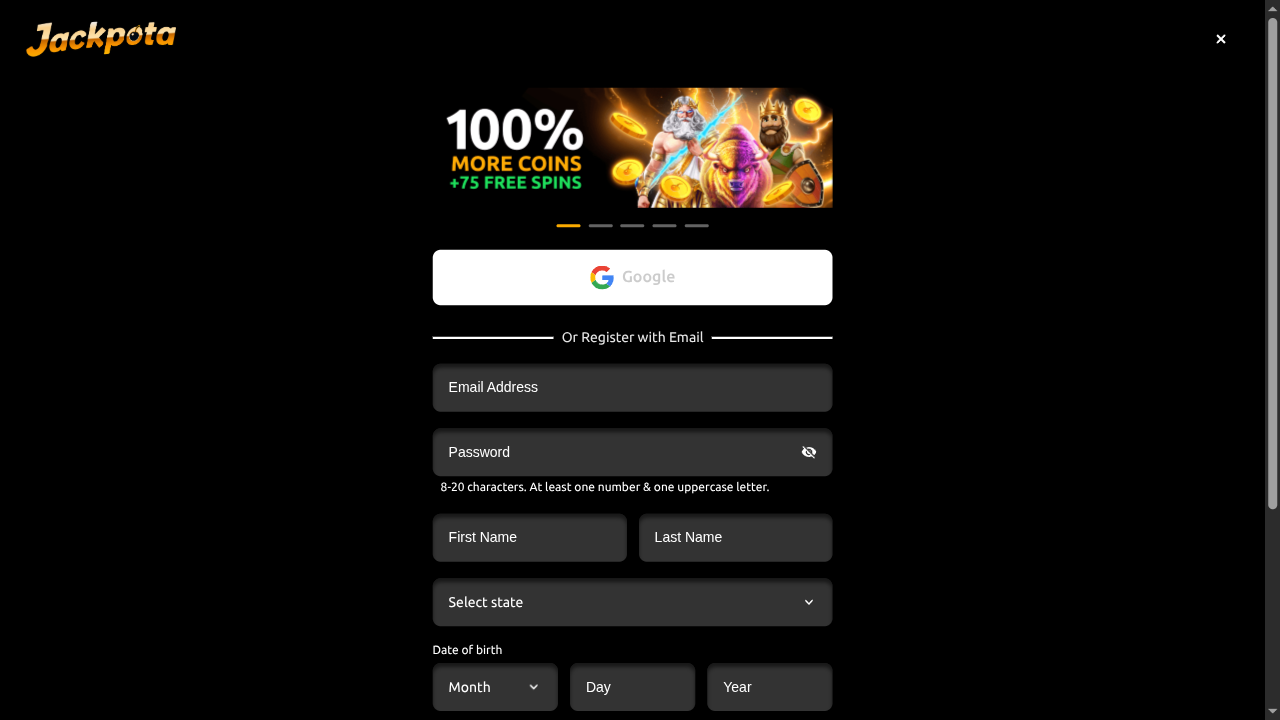 Jackpota
100%
MORE COINS
+75 FREE SPINS
Google
Or Register with Email
Email Address
Password
8-20 characters. At least one number & one uppercase letter.
First Name Last Name
Select state
Date of birth
Month Day Year